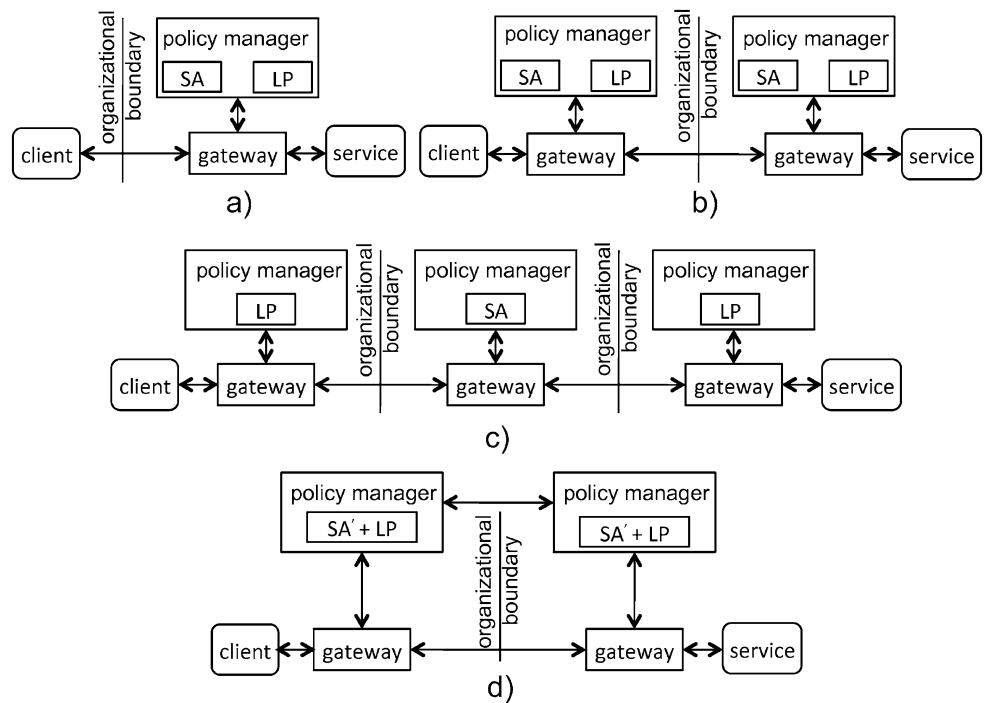 organizational
boundary
policy manager
SA LP
client gateway service
a)
policy manager
SA LP
organizational
boundary
policy manager
SA LP
client gateway gateway service
b)
policy manager
LP
organizational
boundary
policy manager
SA
organizational
boundary
policy manager
LP
client gateway gateway gateway service
c)
policy manager
SA′ + LP
organizational
boundary
policy manager
SA′ + LP
client gateway gateway service
d)